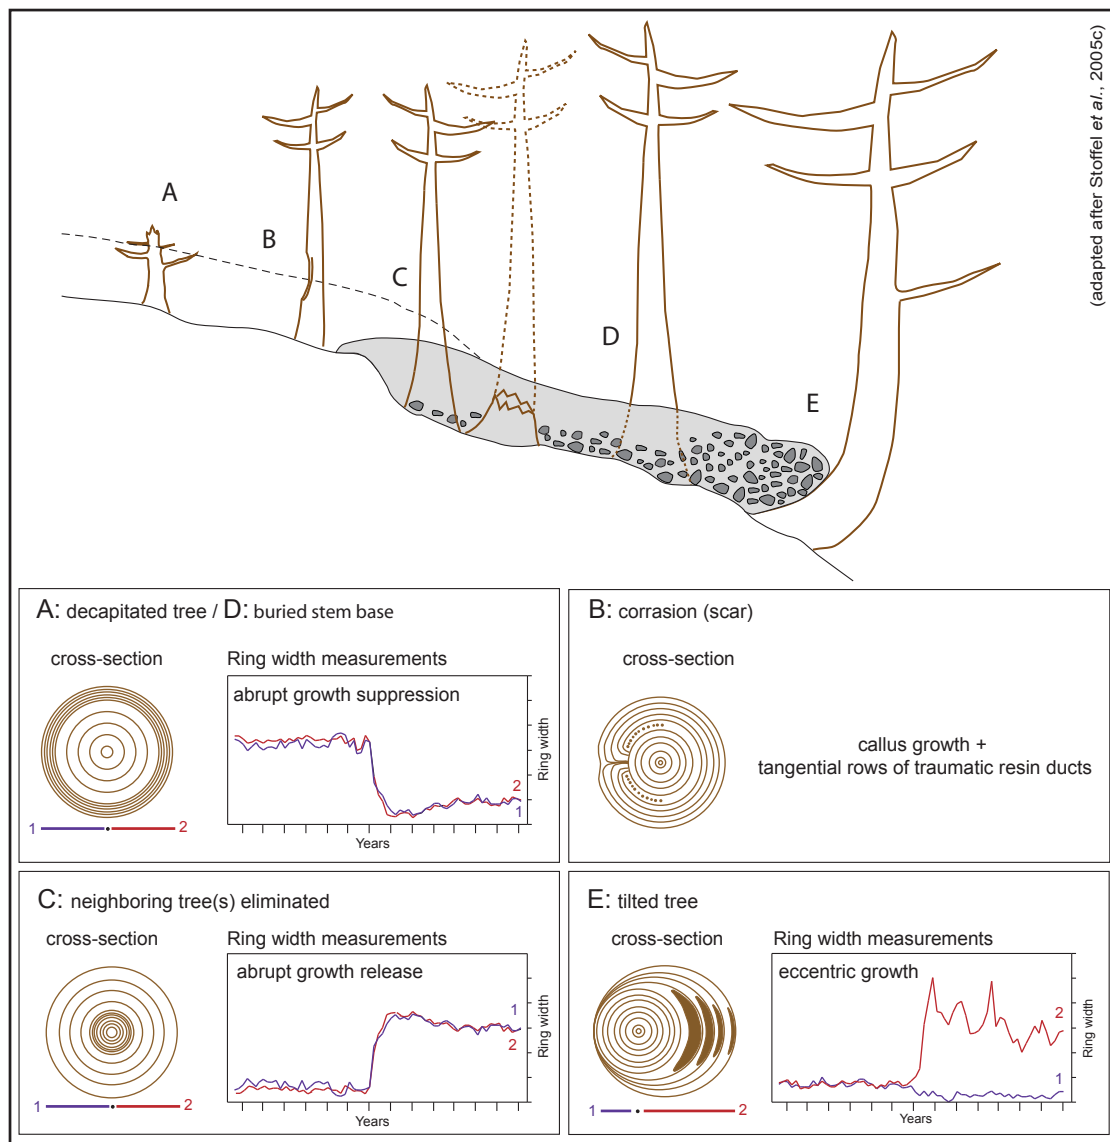 (adapted after Stoffel et al., 2005c)
A
B
C
D
E
A: decapitated tree / D: buried stem base
cross-section
Ring width measurements
abrupt growth suppression
Ring width
2
1
1
2
Years
B: corrasion (scar)
cross-section
callus growth +
tangential rows of traumatic resin ducts
C: neighboring tree(s) eliminated
cross-section
Ring width measurements
abrupt growth release
Ring width
1
2
1
2
Years
E: tilted tree
cross-section
Ring width measurements
eccentric growth
Ring width
2
1
1
2
Years